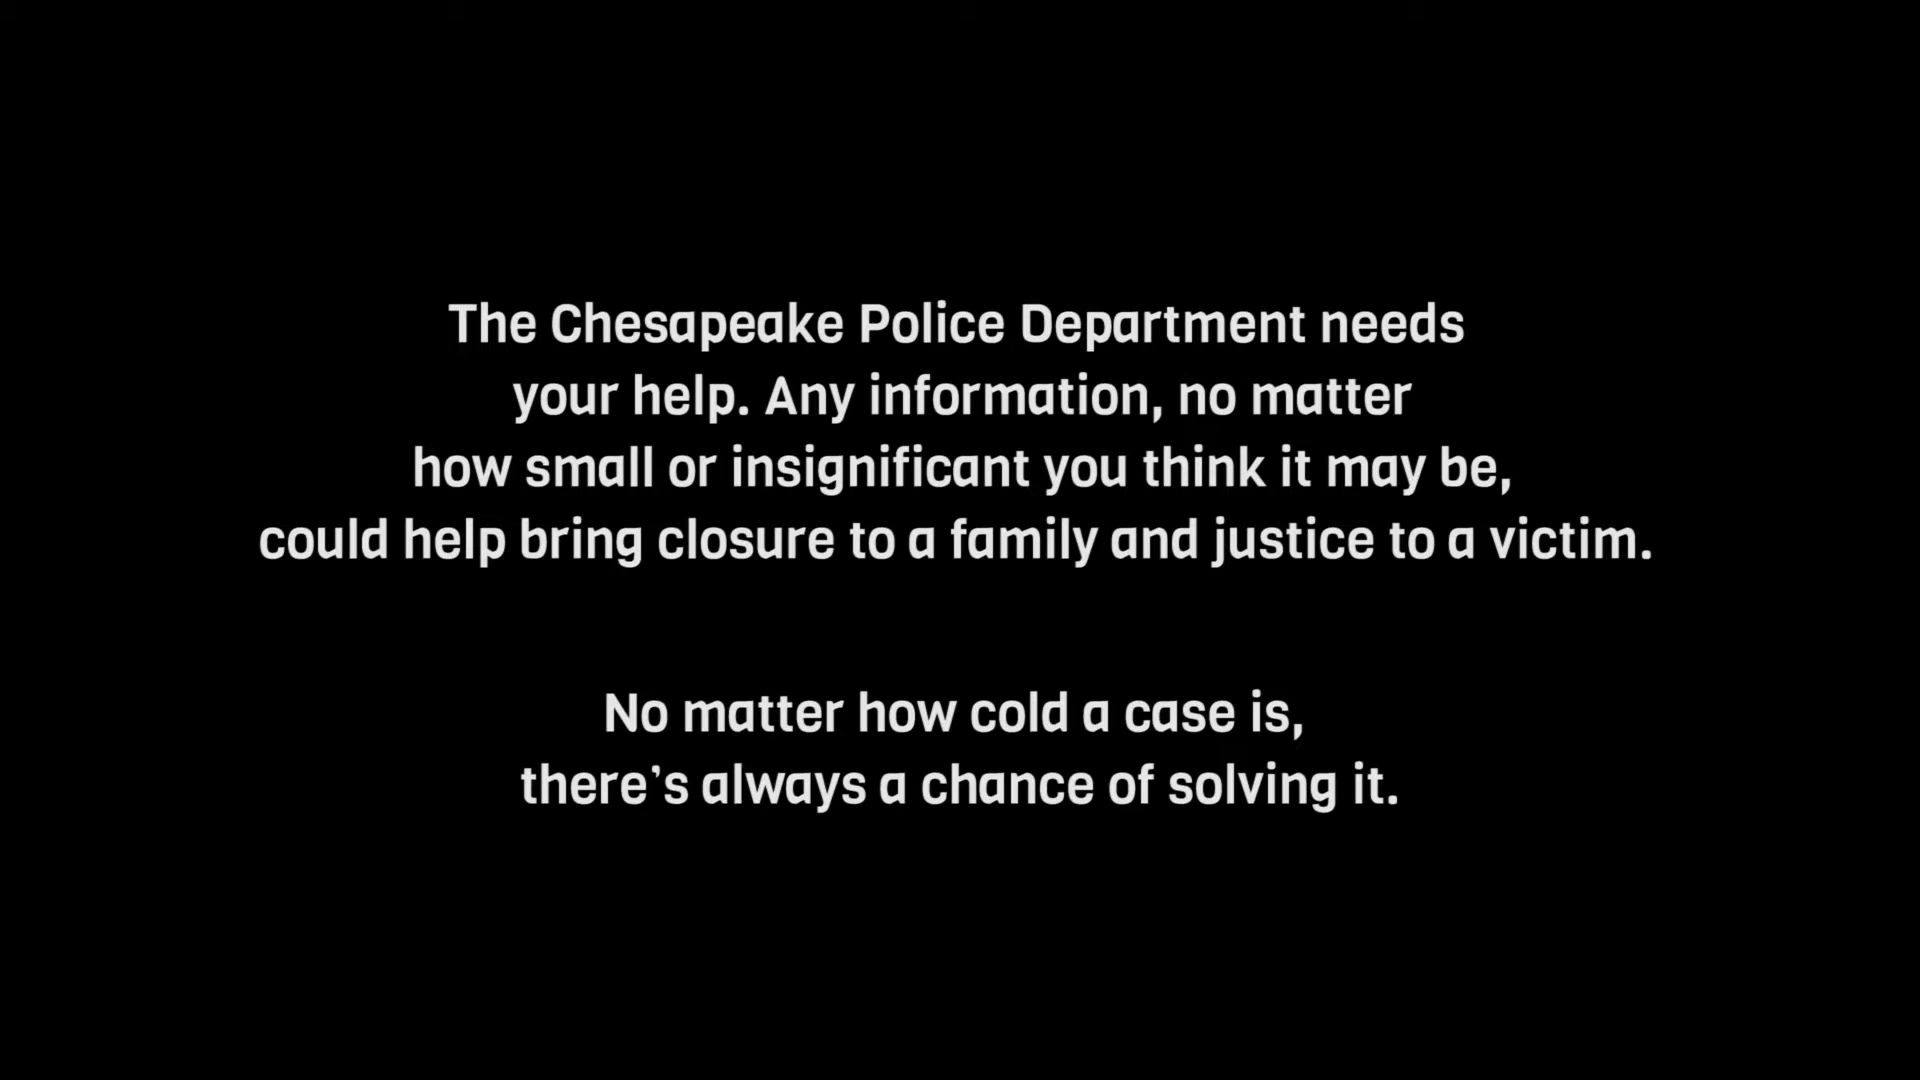 The Chesapeake Police Department needs
your help. Any information, no matter
how small or insignificant you think it may be,
could help bring closure to a family and justice to a victim.
No matter how cold a case is,
there’s always a chance of solving it.